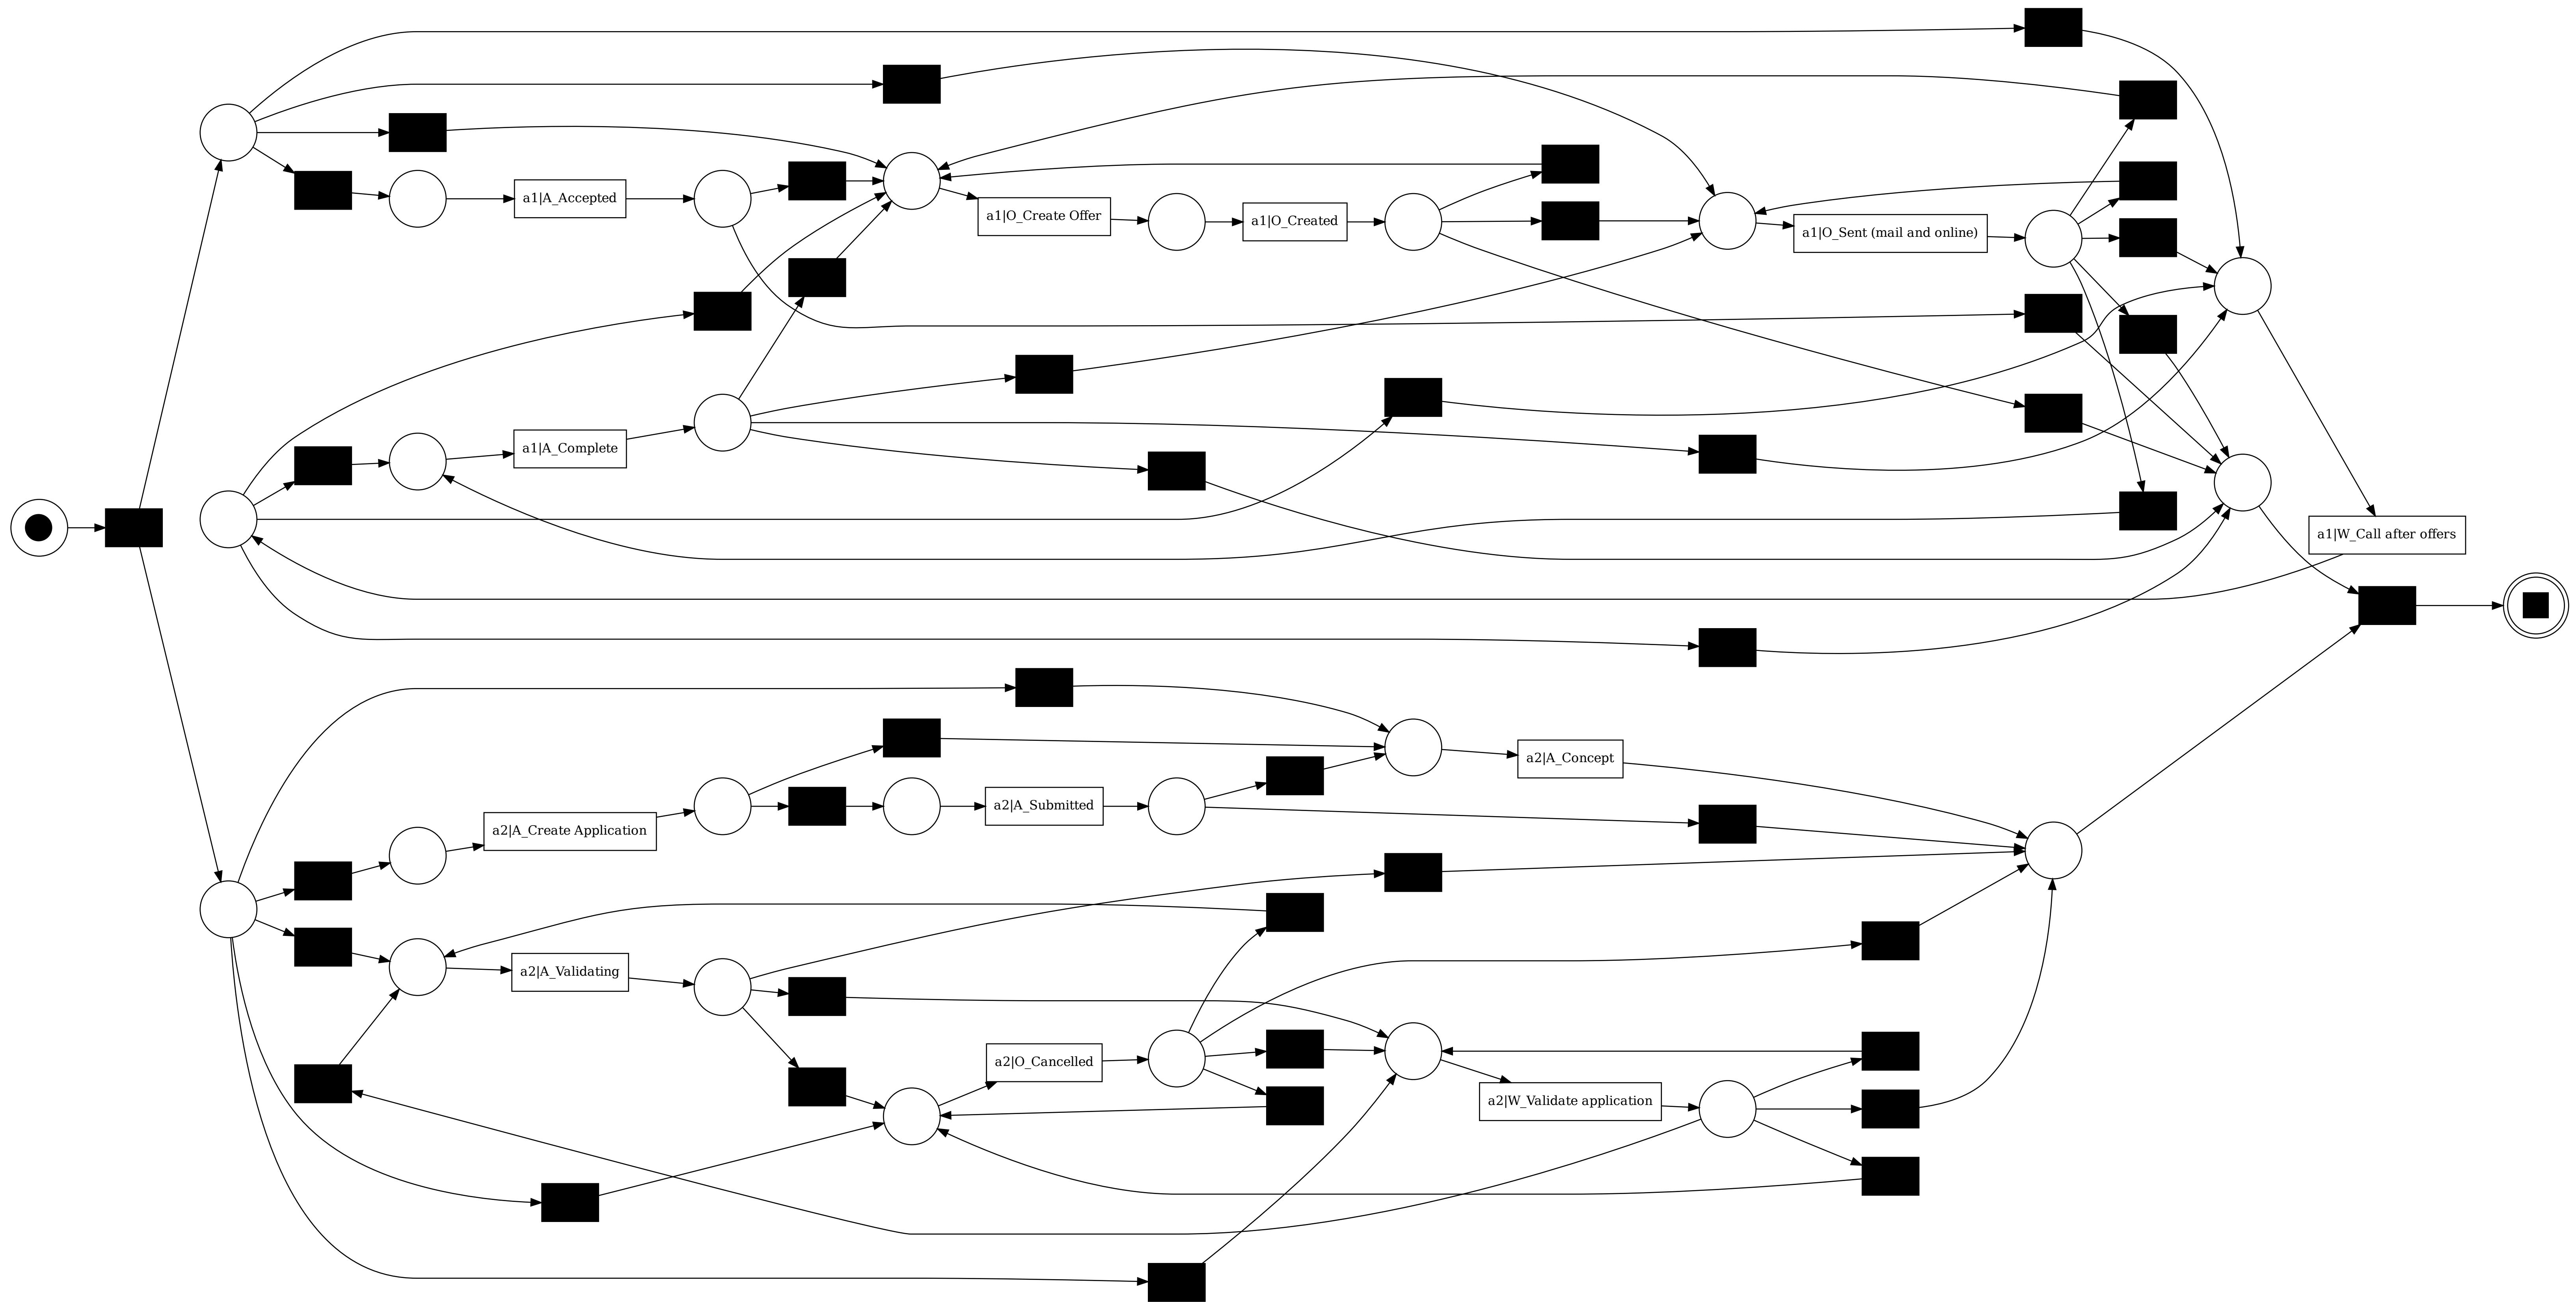 a1|A_Accepted
a1|O_Create Offer
a1|O_Created
a1|O_Sent (mail and online)
a1|A_Complete
a1|W_Call after offers
a2|A_Concept
a2|A_Submitted
a2|A_Create Application
a2|A_Validating
a2|O_Cancelled
a2|W_Validate application